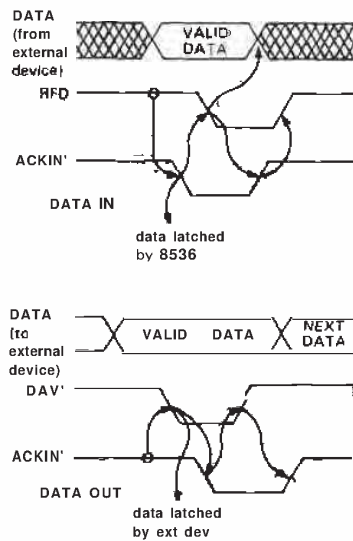 DATA
(from
external
device)
VALID
DATA
RFD
ACKIN'
DATA IN
data latched
by 8536
DATA
(to
external
device)
VALID DATA
NEXT
DATA
DAV'
ACKIN'
DATA OUT
data latched
by ext dev